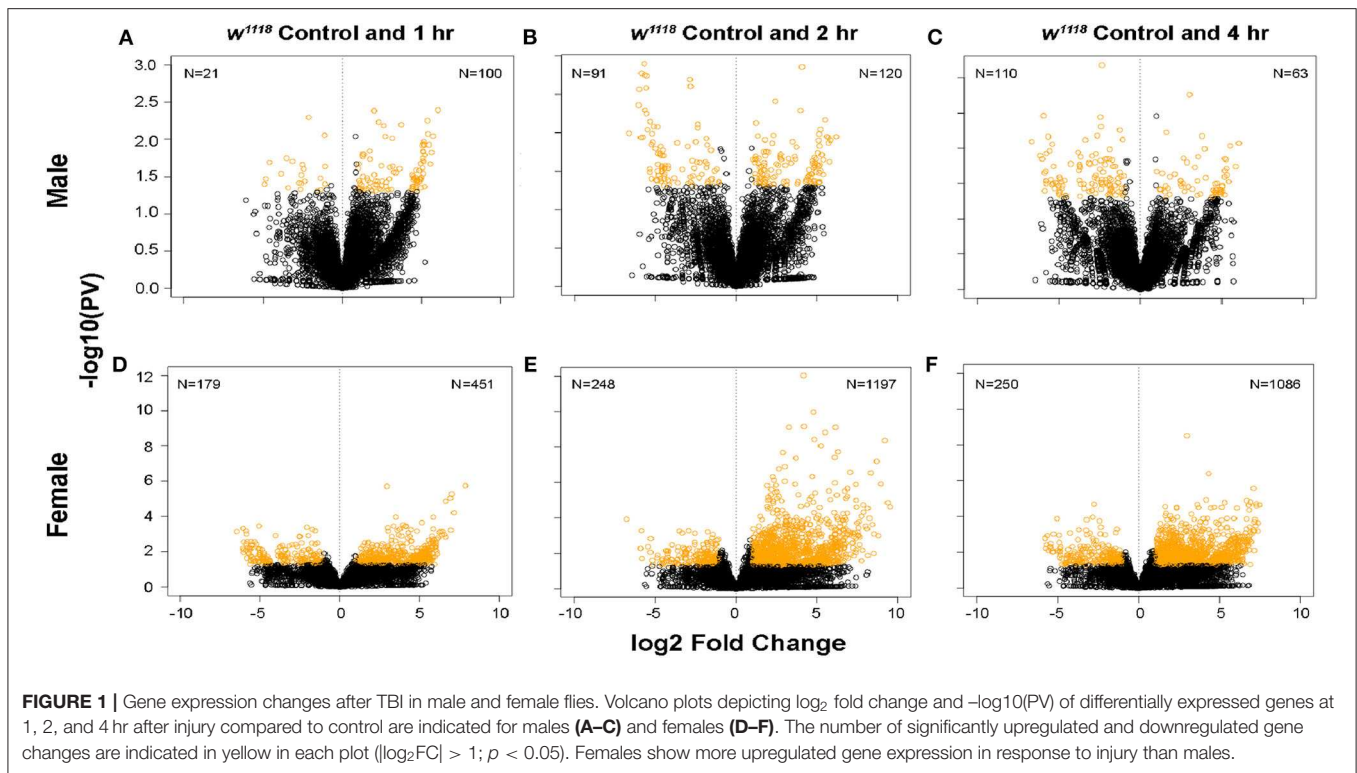 A w¹¹¹⁸ Control and 1 hr
B w¹¹¹⁸ Control and 2 hr
C w¹¹¹⁸ Control and 4 hr
N=21 N=100
N=91 N=120
N=110 N=63
3.0
2.5
2.0
1.5
1.0
0.5
0.0
Male
-log10(PV)
D
E
F
N=179 N=451
N=248 N=1197
N=250 N=1086
12
10
8
6
4
2
0
Female
-10 -5 0 5 10
-10 -5 0 5 10
-10 -5 0 5 10
log2 Fold Change
FIGURE 1 | Gene expression changes after TBI in male and female flies. Volcano plots depicting log₂ fold change and –log10(PV) of differentially expressed genes at
1, 2, and 4 hr after injury compared to control are indicated for males (A–C) and females (D–F). The number of significantly upregulated and downregulated gene
changes are indicated in yellow in each plot (|log₂FC| > 1; p < 0.05). Females show more upregulated gene expression in response to injury than males.